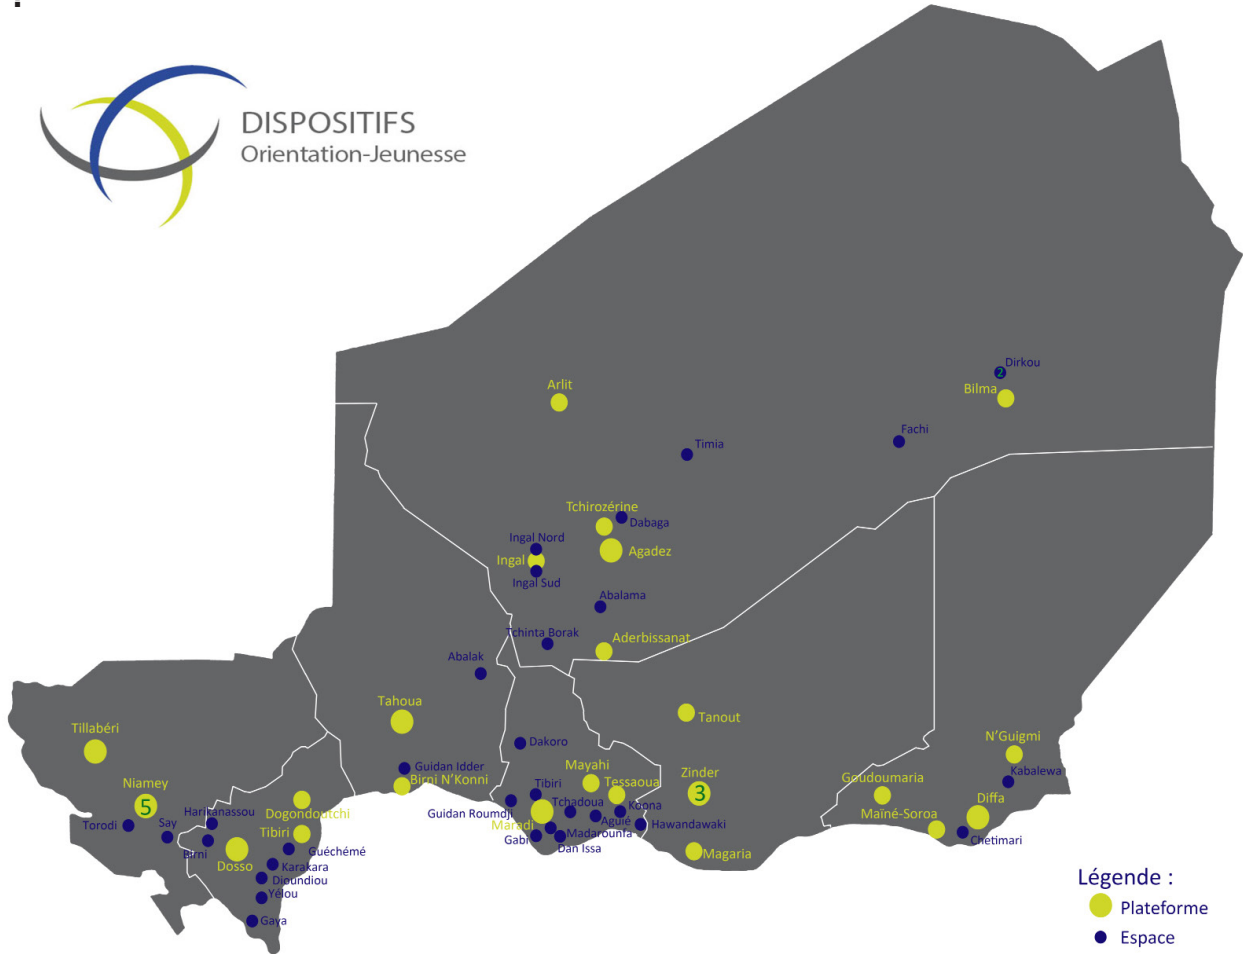 DISPOSITIFS
Orientation-Jeunesse
Dirkou
2
Bilma
Arlit
Fachi
Timia
Tchirozérine
Dabaga
Ingal Nord
Agadez
Ingal
Ingal Sud
Abalama
Tchinta Borak
Aderbissanat
Abalak
Tahoua
Tanout
Tillabéri
N'Guigmi
Dakoro
Guidan Idder
Mayahi
Zinder
3
Kabalewa
Goudoumaria
Niamey
5
Birni N'Konni
Tessaoua
Tibiri
Diffa
Dogondoutchi
Harikanassou
Guidan Roumdji
Tchadoua
Koona
Maïné-Soroa
Torodi
Say
Tibiri
Maradi
Aguié
Hawandawaki
Madarounfa
Gabi
Dan Issa
Chetimari
Birni
Guéchémé
Magaria
Dosso
Karakara
Dioundiou
Yélou
Gaya
Légende :
Plateforme
Espace